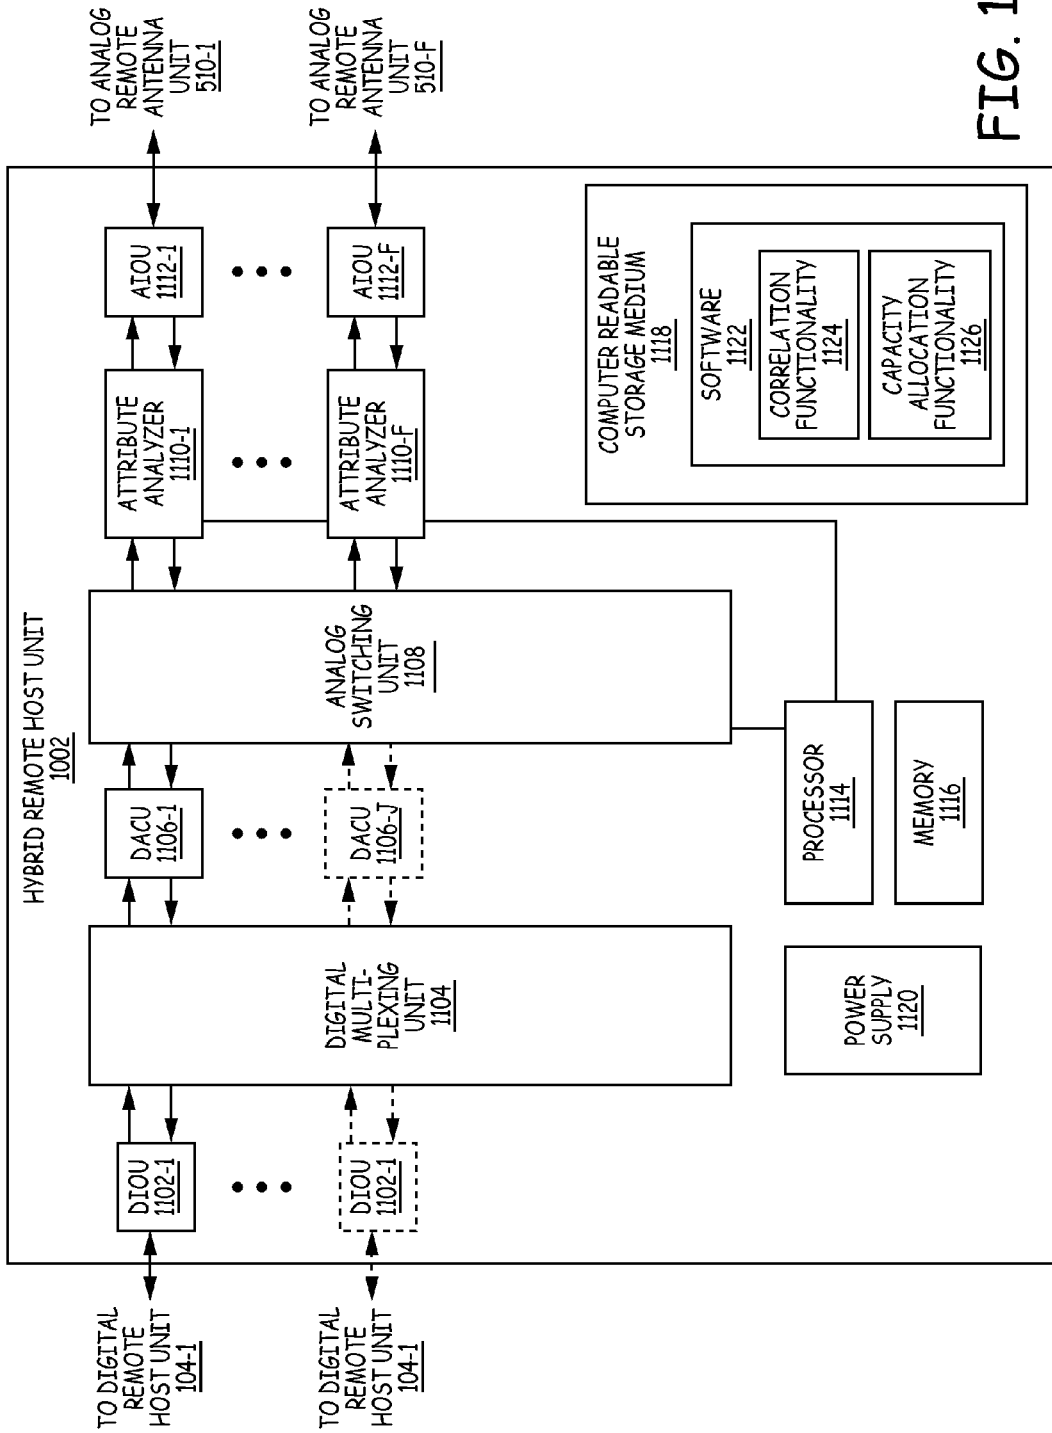 HYBRID REMOTE HOST UNIT
1002
TO DIGITAL
REMOTE
HOST UNIT
104-1
DIOU
1102-1
DIGITAL
MULTI-
PLEXING
UNIT
1104
DACU
1106-1
ANALOG
SWITCHING
UNIT
1108
ATTRIBUTE
ANALYZER
1110-1
AIOU
1112-1
TO ANALOG
REMOTE
ANTENNA
UNIT
510-1
TO DIGITAL
REMOTE
HOST UNIT
104-1
DIOU
1102-1
DACU
1106-J
ATTRIBUTE
ANALYZER
1110-F
AIOU
1112-F
TO ANALOG
REMOTE
ANTENNA
UNIT
510-F
POWER
SUPPLY
1120
PROCESSOR
1114
MEMORY
1116
COMPUTER READABLE
STORAGE MEDIUM
1118
SOFTWARE
1122
CORRELATION
FUNCTIONALITY
1124
CAPACITY
ALLOCATION
FUNCTIONALITY
1126
FIG. 1